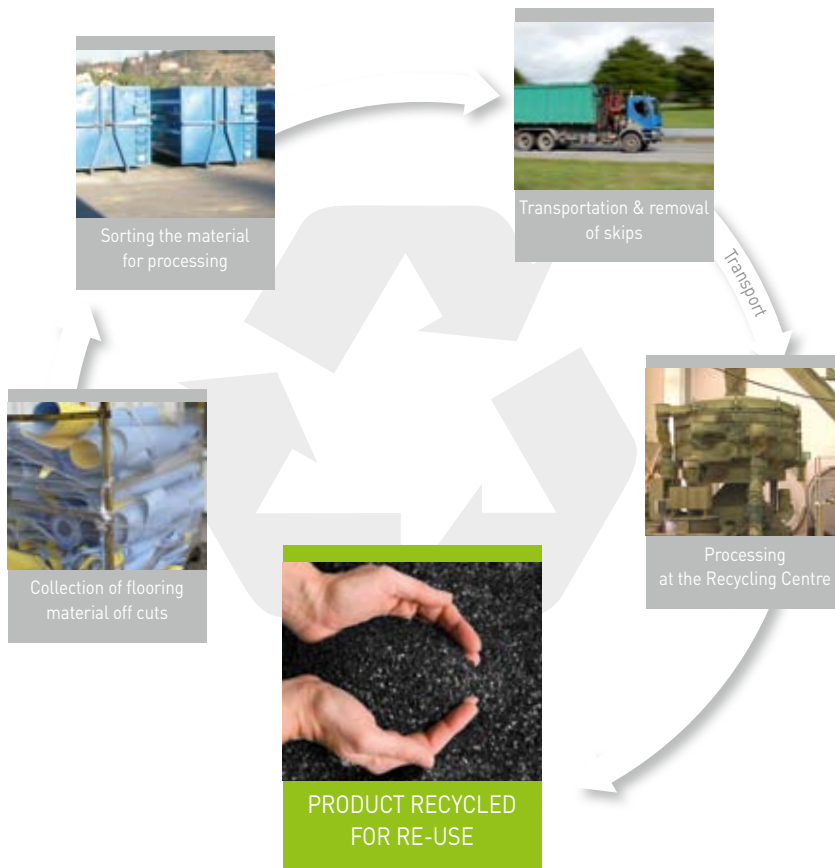 Sorting the material
for processing
Transportation & removal
of skips
Transport
Collection of flooring
material off cuts
Processing
at the Recycling Centre
PRODUCT RECYCLED
FOR RE-USE